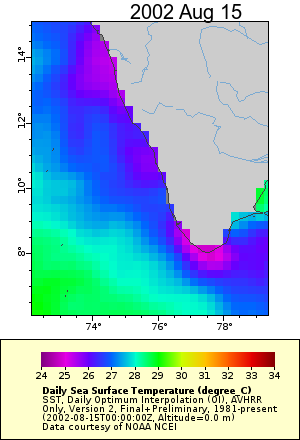 2002 Aug 15
14°
12°
10°
8°
74° 76° 78°
24 25 26 27 28 29 30 31 32 33 34
Daily Sea Surface Temperature (degree_C)
SST, Daily Optimum Interpolation (OI), AVHRR
Only, Version 2, Final+Preliminary, 1981-present
(2002-08-15T00:00:00Z, Altitude=0.0 m)
Data courtesy of NOAA NCEI